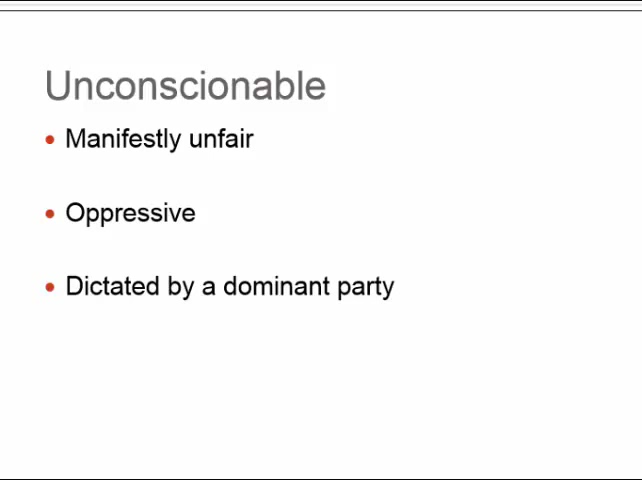 Unconscionable
Manifestly unfair
Oppressive
Dictated by a dominant party